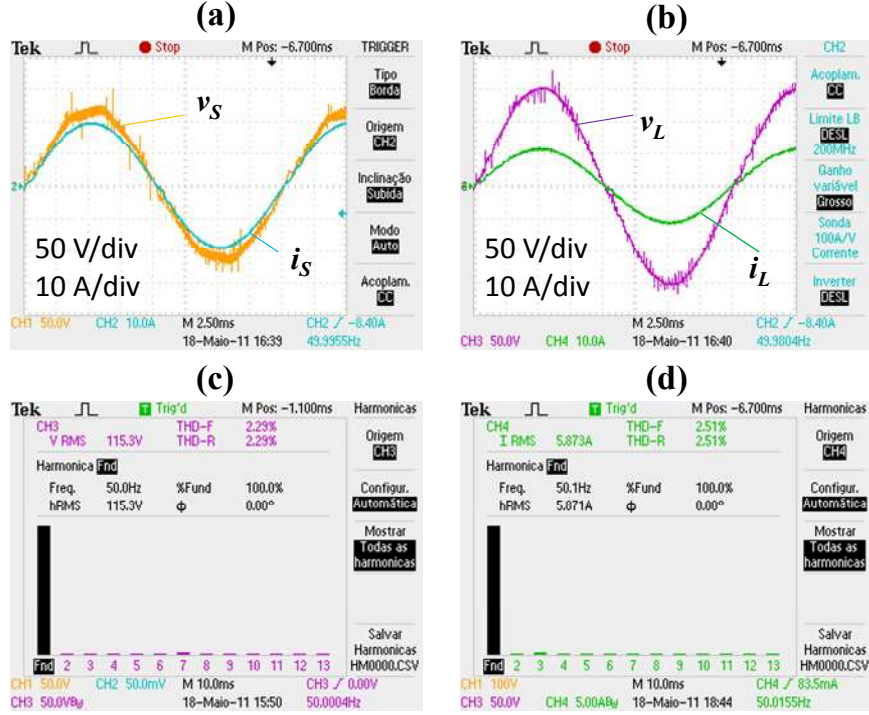 (a)
Tek Stop M Pos: -6.700ms TRIGGER
Tipo
Borda
Origem
CH2
Inclinação
Subida
Modo
Auto
Acoplam.
CC
vS
iS
2
50 V/div
10 A/div
CH1 50.0V CH2 10.0A M 2.50ms CH2 -8.40A
18-Maio-11 16:39 49.9955Hz
(b)
Tek Stop M Pos: -6.700ms CH2
Acoplam.
CC
Limite LB
DESL
200MHz
Ganho
variável
Grosso
Sonda
100A/V
Corrente
Inverter
DESL
vL
iL
50 V/div
10 A/div
CH3 50.0V CH4 10.0A M 2.50ms CH2 -8.40A
18-Maio-11 16:40 49.9804Hz
(c)
Tek Trig'd M Pos: -1.100ms Harmonicas
CH3 THD-F 2.29%
V RMS 115.3V THD-R 2.29%
Harmonica Fnd
Freq. 50.0Hz %Fund 100.0%
hRMS 115.3V ϕ 0.00°
Origem
CH3
Configur.
Automática
Mostrar
Todas as
harmonicas
Salvar
Harmonicas
HM0000.CSV
Fnd 2 3 4 5 6 7 8 9 10 11 12 13
CH1 50.0V CH2 50.0mV M 10.0ms CH3 0.00V
CH3 50.0VBW 18-Maio-11 15:50 50.0004Hz
(d)
Tek Trig'd M Pos: -6.700ms Harmonicas
CH4 THD-F 2.51%
I RMS 5.873A THD-R 2.51%
Harmonica Fnd
Freq. 50.1Hz %Fund 100.0%
hRMS 5.871A ϕ 0.00°
Origem
CH4
Configur.
Automática
Mostrar
Todas as
harmonicas
Salvar
Harmonicas
HM0000.CSV
Fnd 2 3 4 5 6 7 8 9 10 11 12 13
CH1 100V M 10.0ms CH4 83.5mA
CH3 50.0V CH4 5.00ABW 18-Maio-11 18:44 50.0155Hz